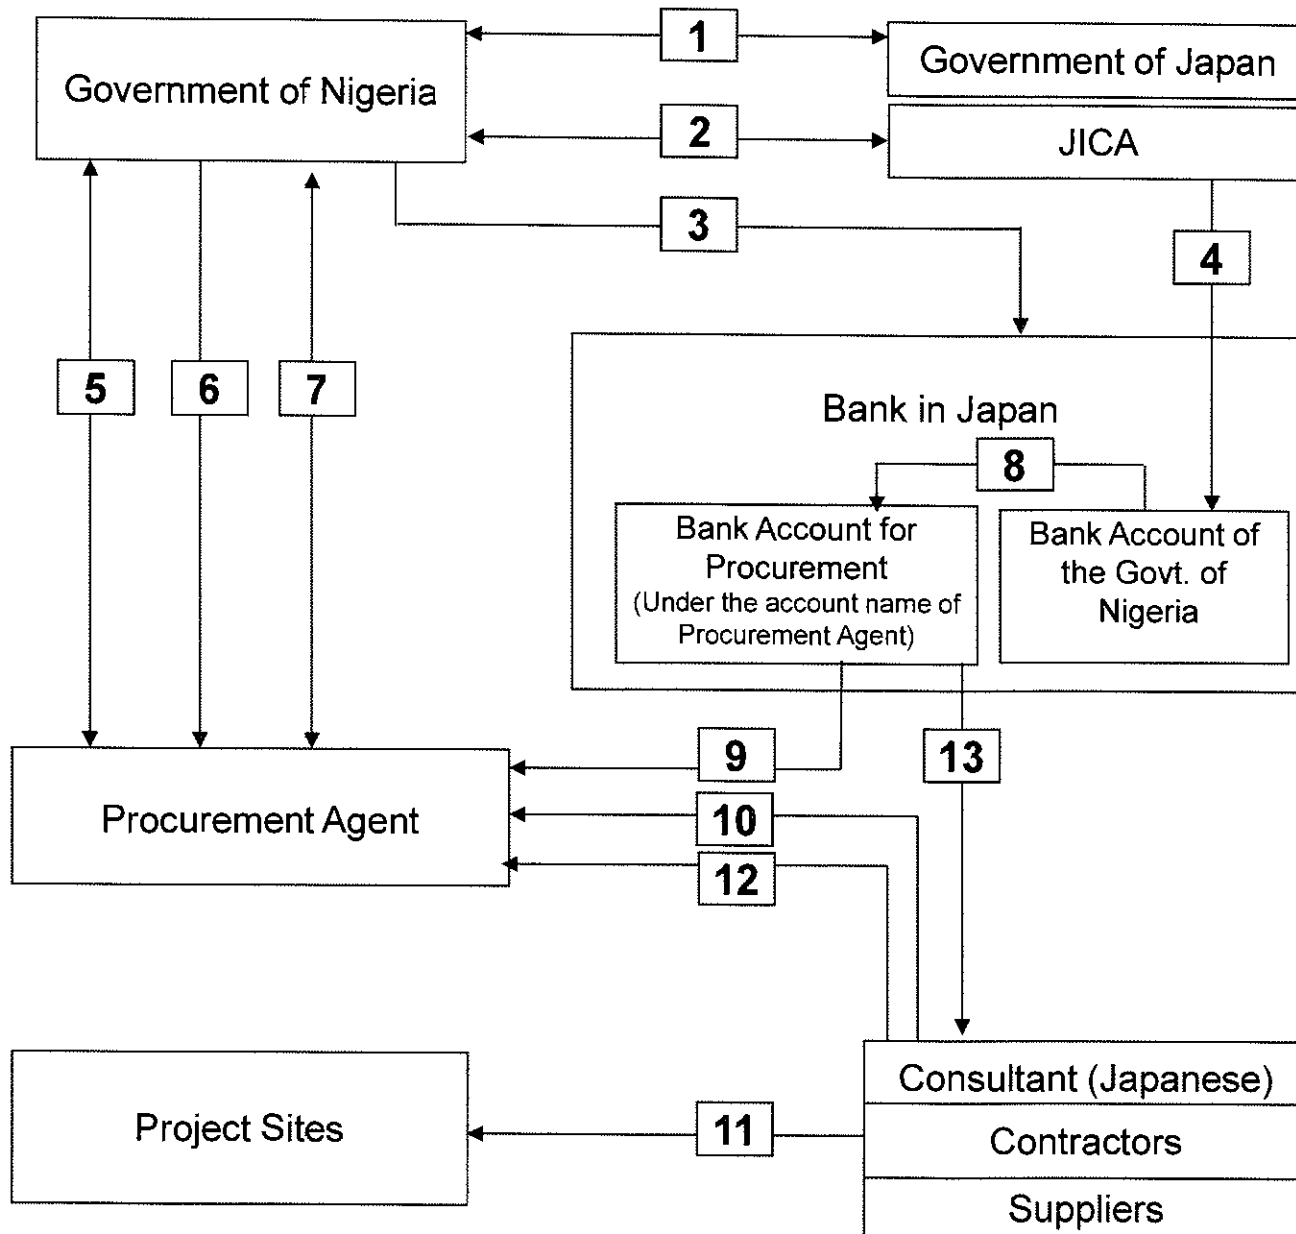 1
Government of Japan
Government of Nigeria
2
JICA
3
4
5
6
7
Bank in Japan
8
Bank Account for
Procurement
(Under the account name of
Procurement Agent)
Bank Account of
the Govt. of
Nigeria
9
13
Procurement Agent
10
12
Consultant (Japanese)
Project Sites
11
Contractors
Suppliers